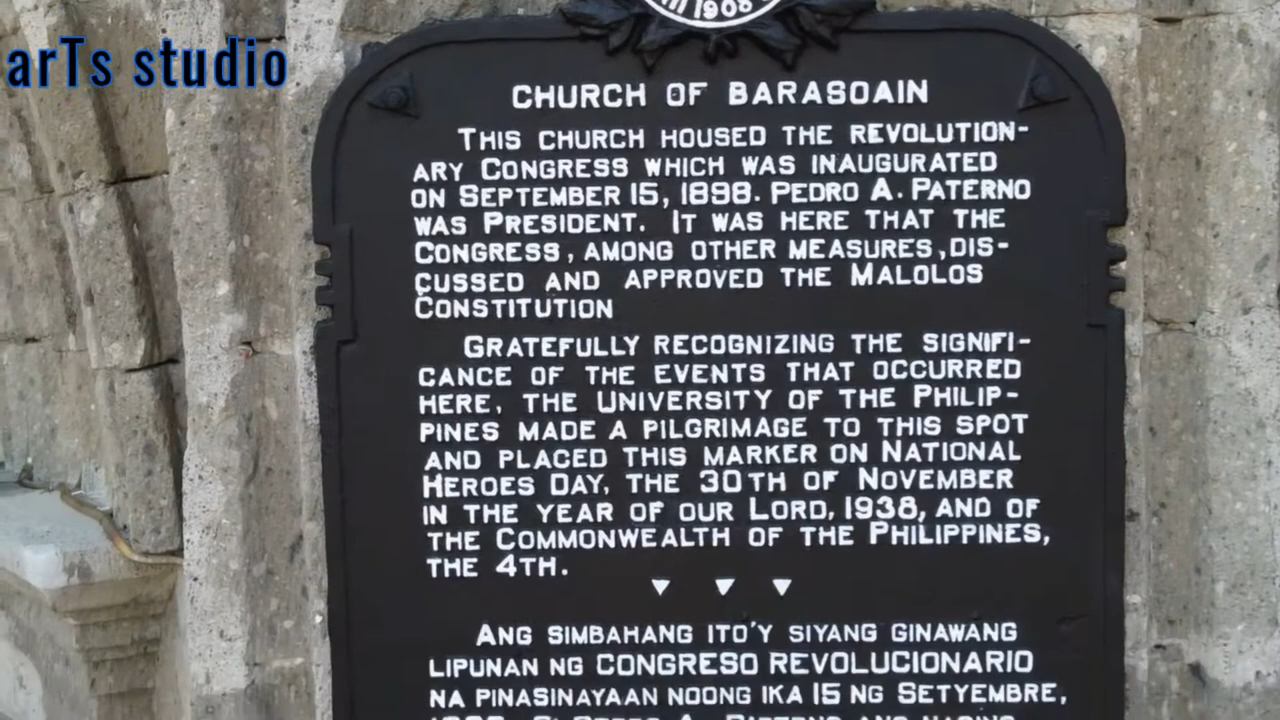 1908
arTs studio
CHURCH OF BARASOAIN
THIS CHURCH HOUSED THE REVOLUTION-
ARY CONGRESS WHICH WAS INAUGURATED
ON SEPTEMBER 15, 1898. PEDRO A. PATERNO
WAS PRESIDENT. IT WAS HERE THAT THE
CONGRESS, AMONG OTHER MEASURES, DIS-
CUSSED AND APPROVED THE MALOLOS
CONSTITUTION
GRATEFULLY RECOGNIZING THE SIGNIFI-
CANCE OF THE EVENTS THAT OCCURRED
HERE, THE UNIVERSITY OF THE PHILIP-
PINES MADE A PILGRIMAGE TO THIS SPOT
AND PLACED THIS MARKER ON NATIONAL
HEROES DAY, THE 30TH OF NOVEMBER
IN THE YEAR OF OUR LORD, 1938, AND OF
THE COMMONWEALTH OF THE PHILIPPINES,
THE 4TH.
ANG SIMBAHANG ITO'Y SIYANG GINAWANG
LIPUNAN NG CONGRESO REVOLUCIONARIO
NA PINASINAYAAN NOONG IKA 15 NG SETYEMBRE,